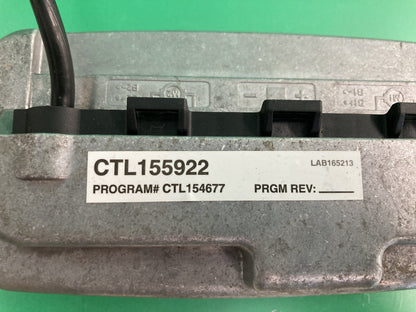 CTL155922
LAB165213
PROGRAM# CTL154677 PRGM REV: